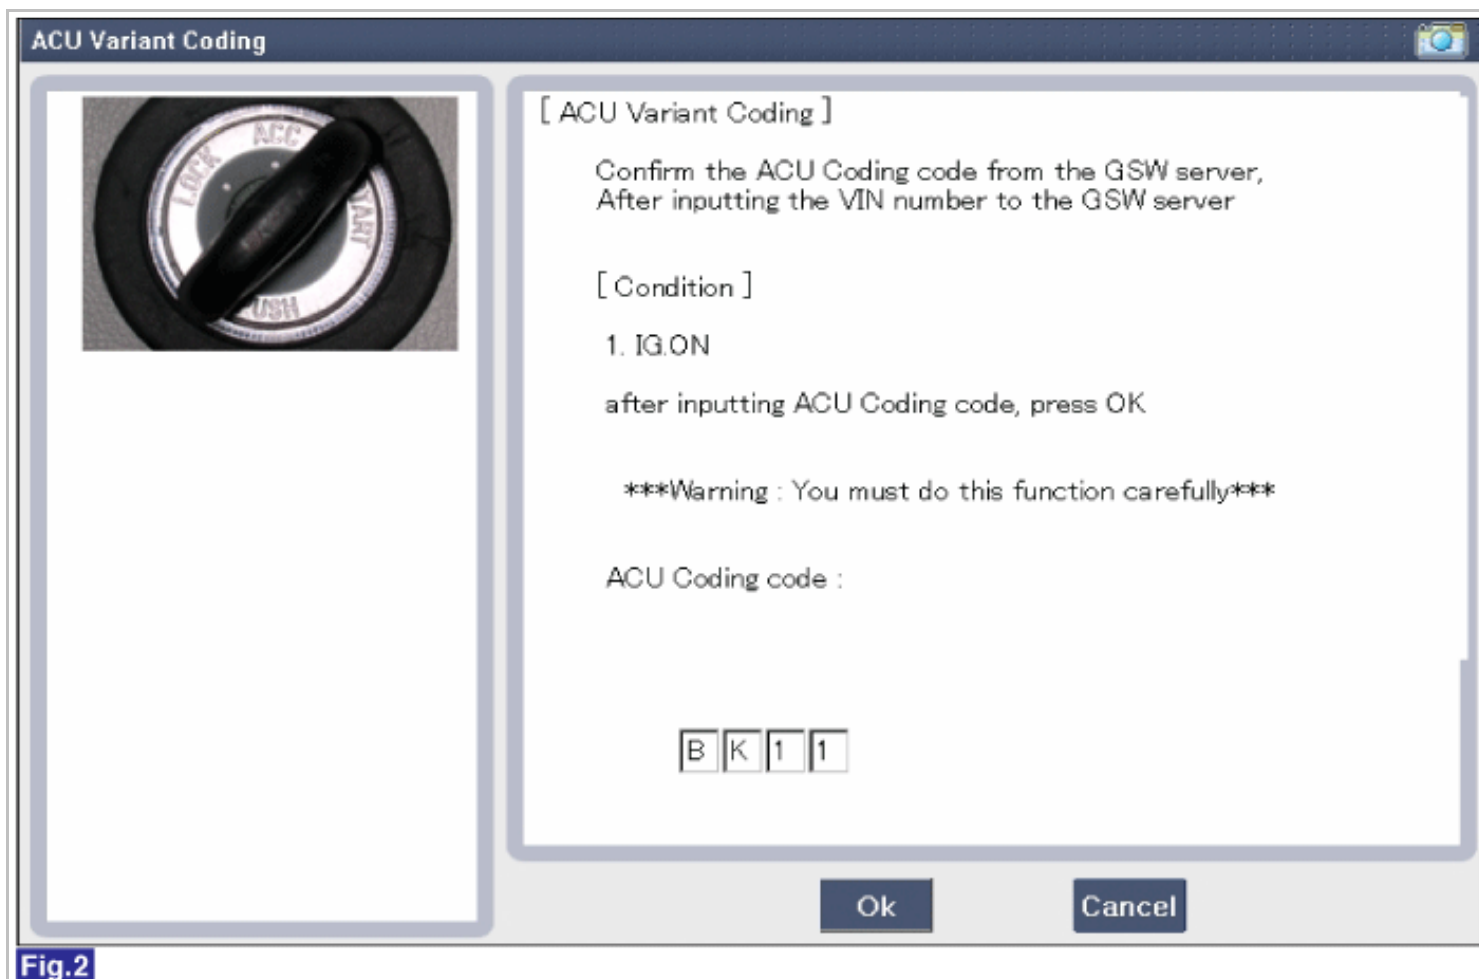 ACU Variant Coding
LOCK
ACC
START
PUSH
[ ACU Variant Coding ]
Confirm the ACU Coding code from the GSW server,
After inputting the VIN number to the GSW server
[ Condition ]
1. IG.ON
after inputting ACU Coding code, press OK
***Warning : You must do this function carefully***
ACU Coding code :
B K 1 1
Ok
Cancel
Fig.2